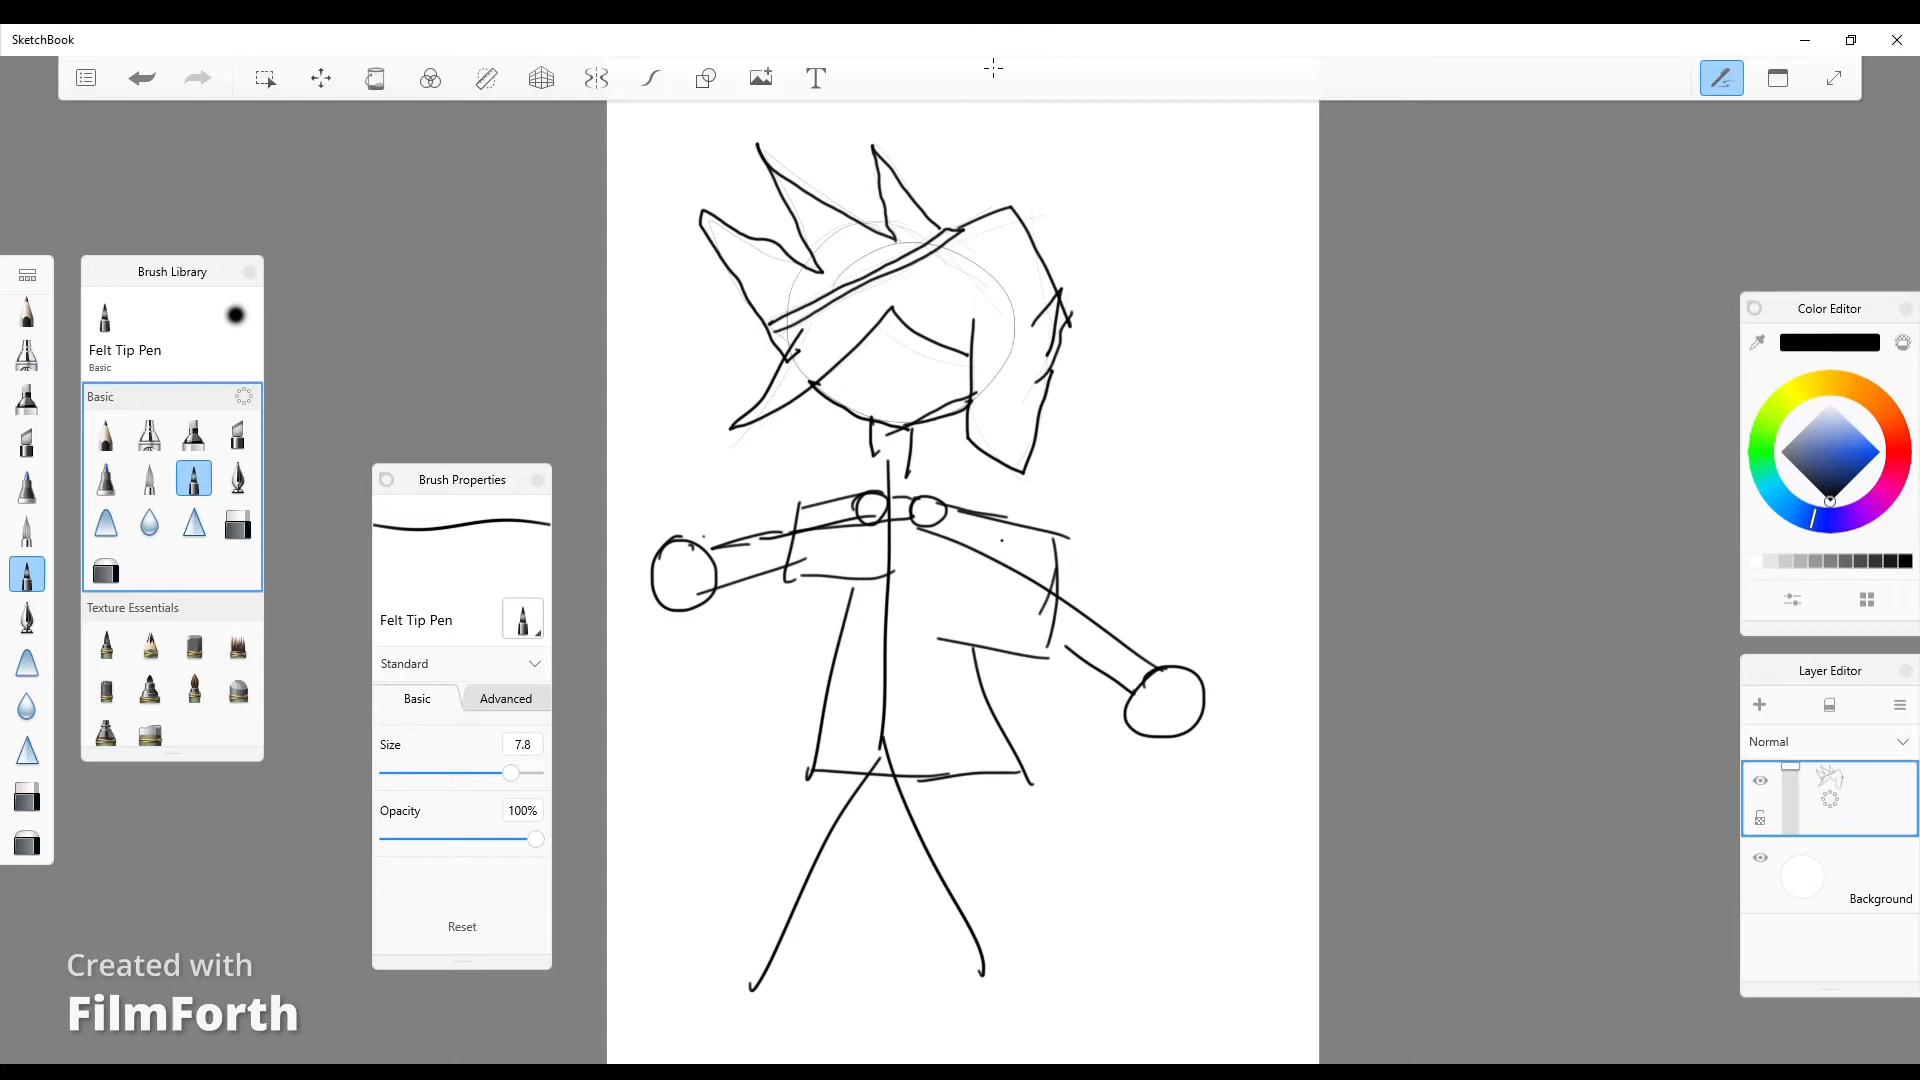 SketchBook
T
Brush Library
Felt Tip Pen
Basic
Basic
Texture Essentials
Brush Properties
Felt Tip Pen
Standard
Basic
Advanced
Size
7.8
Opacity
100%
Reset
Color Editor
Layer Editor
Normal
Background
Created with
FilmForth